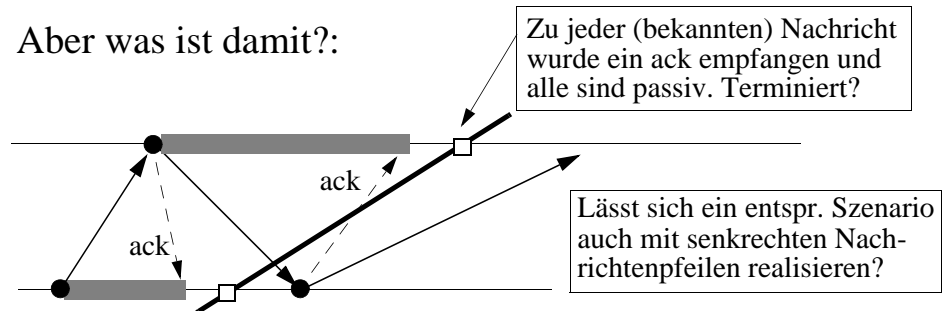 Aber was ist damit?:
Zu jeder (bekannten) Nachricht
wurde ein ack empfangen und
alle sind passiv. Terminiert?
ack
ack
Lässt sich ein entspr. Szenario
auch mit senkrechten Nach-
richtenpfeilen realisieren?